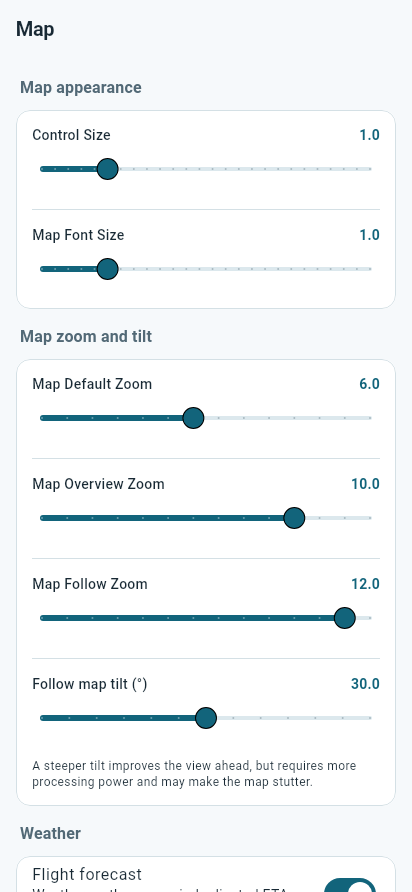 Map
Map appearance
Control Size 1.0
Map Font Size 1.0
Map zoom and tilt
Map Default Zoom 6.0
Map Overview Zoom 10.0
Map Follow Zoom 12.0
Follow map tilt (°) 30.0
A steeper tilt improves the view ahead, but requires more
processing power and may make the map stutter.
Weather
Flight forecast